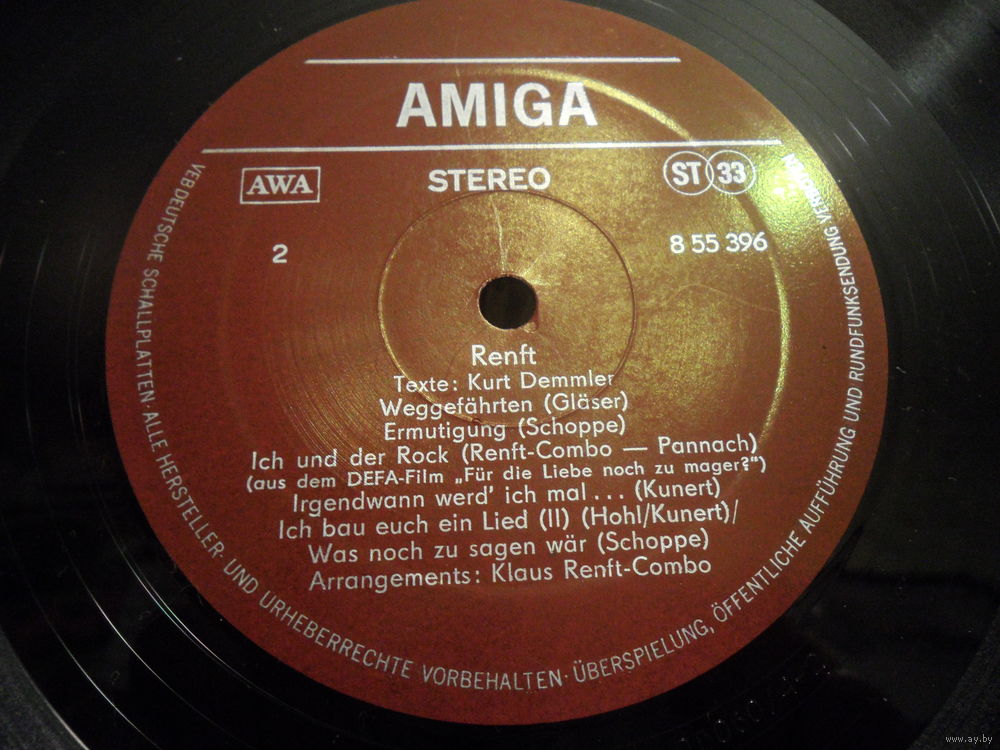 AMIGA
AWA
STEREO
ST 33
2
8 55 396
Renft
Texte: Kurt Demmler
Weggefährten (Gläser)
Ermutigung (Schoppe)
Ich und der Rock (Renft-Combo — Pannach)
(aus dem DEFA-Film „Für die Liebe noch zu mager?“)
Irgendwann werd' ich mal... (Kunert)
Ich bau euch ein Lied (II) (Hohl/Kunert)/
Was noch zu sagen wär (Schoppe)
Arrangements: Klaus Renft-Combo
VEB DEUTSCHE SCHALLPLATTEN · ALLE HERSTELLER- UND URHEBERRECHTE VORBEHALTEN · ÜBERSPIELUNG, ÖFFENTLICHE AUFFÜHRUNG UND RUNDFUNKSENDUNG
www.ay.by